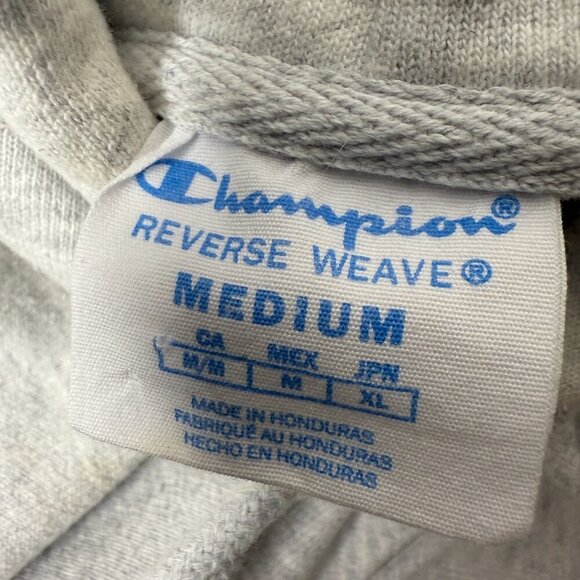 Champion®
REVERSE WEAVE®
MEDIUM
CA MEX JPN
M/M M XL
MADE IN HONDURAS
FABRIQUÉ AU HONDURAS
HECHO EN HONDURAS